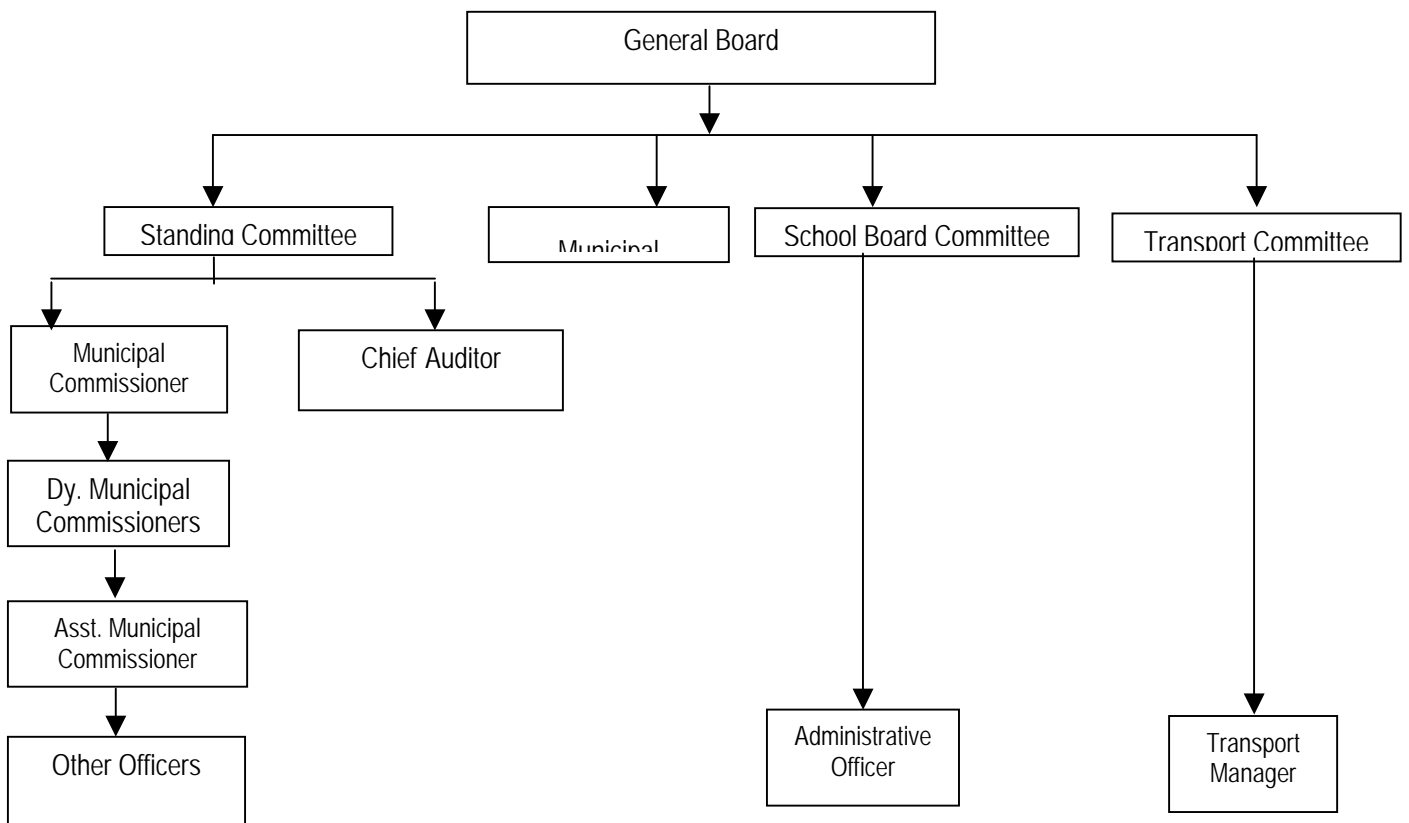 General Board
Standing Committee
Municipal
School Board Committee
Transport Committee
Municipal
Commissioner
Chief Auditor
Dy. Municipal
Commissioners
Asst. Municipal
Commissioner
Other Officers
Administrative
Officer
Transport
Manager